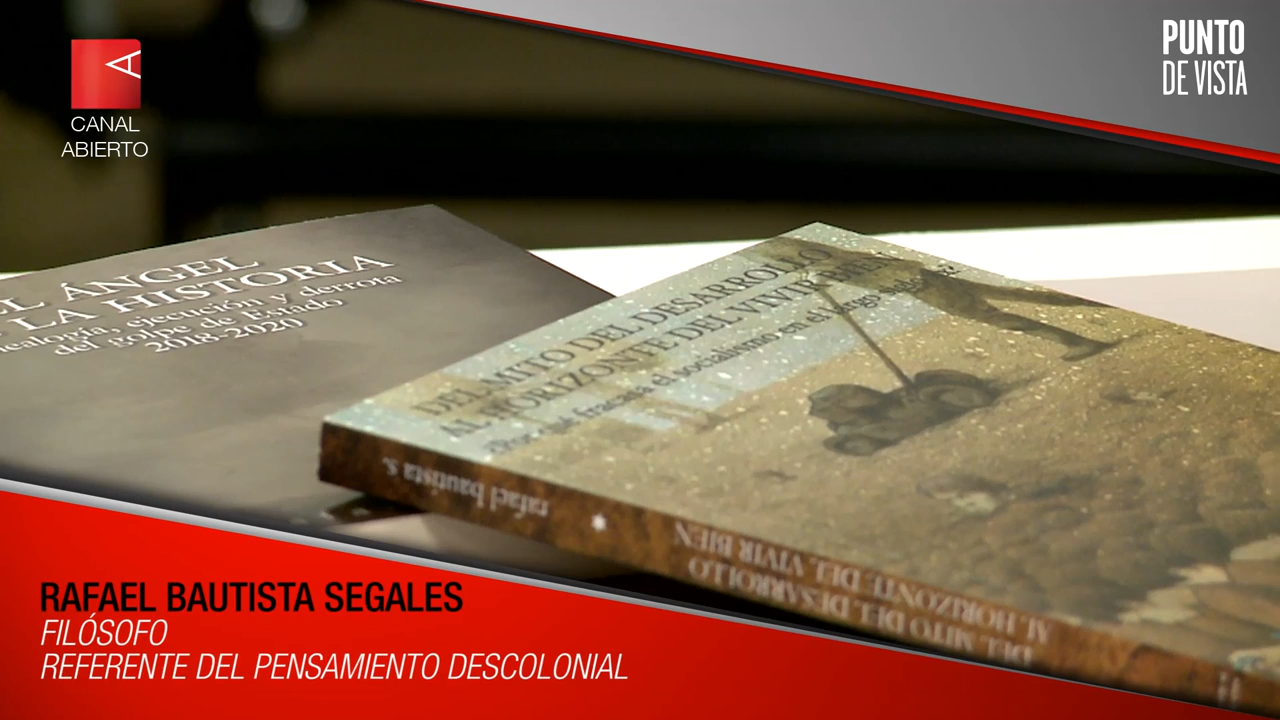 PUNTO
DE VISTA
CANAL
ABIERTO
EL ÁNGEL
LA HISTORIA
ejecución y derrota
del golpe de Estado
2018-2020
DEL MITO DEL DESARROLLO
AL HORIZONTE DEL VIVIR BIEN
¿Por qué fracasa el socialismo en el largo
rafael bautista s.
DEL MITO DEL DESARROLLO
AL HORIZONTE DEL VIVIR BIEN
RAFAEL BAUTISTA SEGALES
FILÓSOFO
REFERENTE DEL PENSAMIENTO DESCOLONIAL